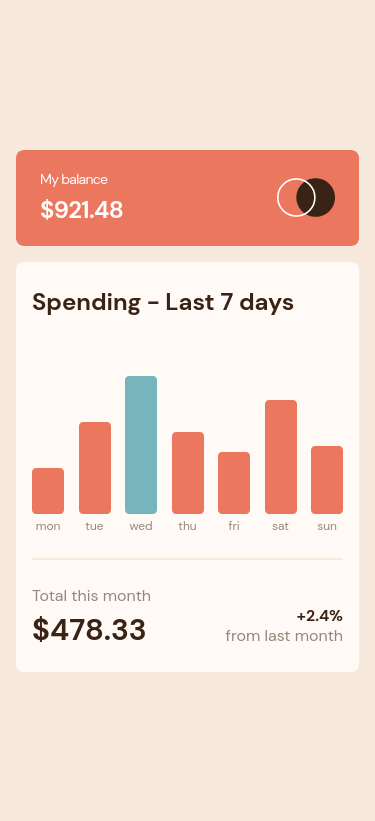 My balance
$921.48
Spending - Last 7 days
mon tue wed thu fri sat sun
Total this month
$478.33
+2.4%
from last month